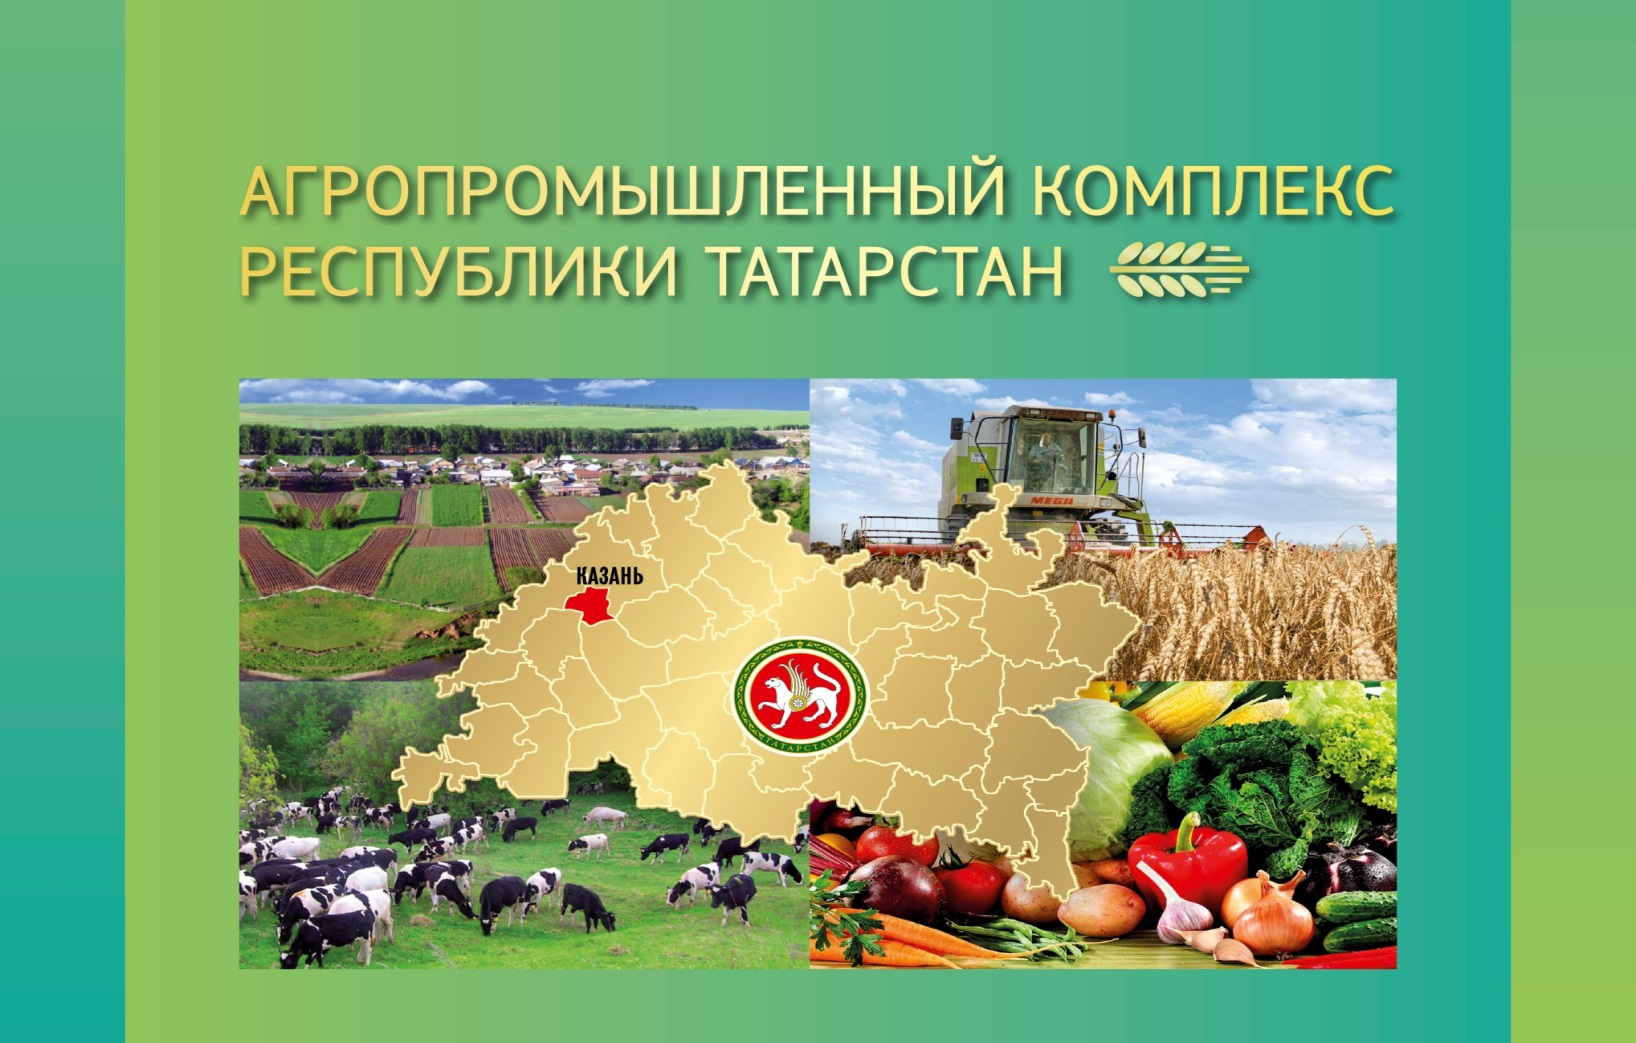 АГРОПРОМЫШЛЕННЫЙ КОМПЛЕКС
РЕСПУБЛИКИ ТАТАРСТАН
MEGA
КАЗАНЬ
ТАТАРСТАН